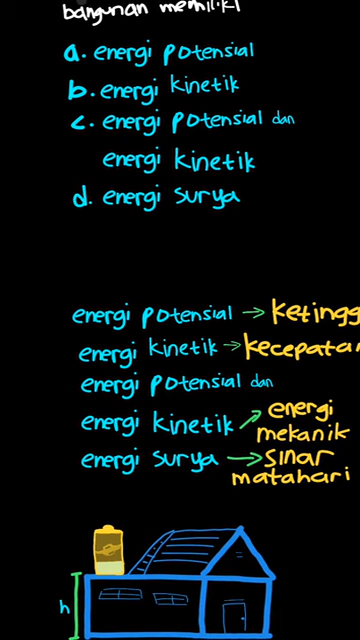 bangunan memiliki
a. energi potensial
b. energi kinetik
c. energi potensial dan
energi kinetik
d. energi surya
energi potensial → ketingg
energi kinetik → kecepatan
energi potensial dan
energi kinetik → energi mekanik
energi surya → sinar matahari
h